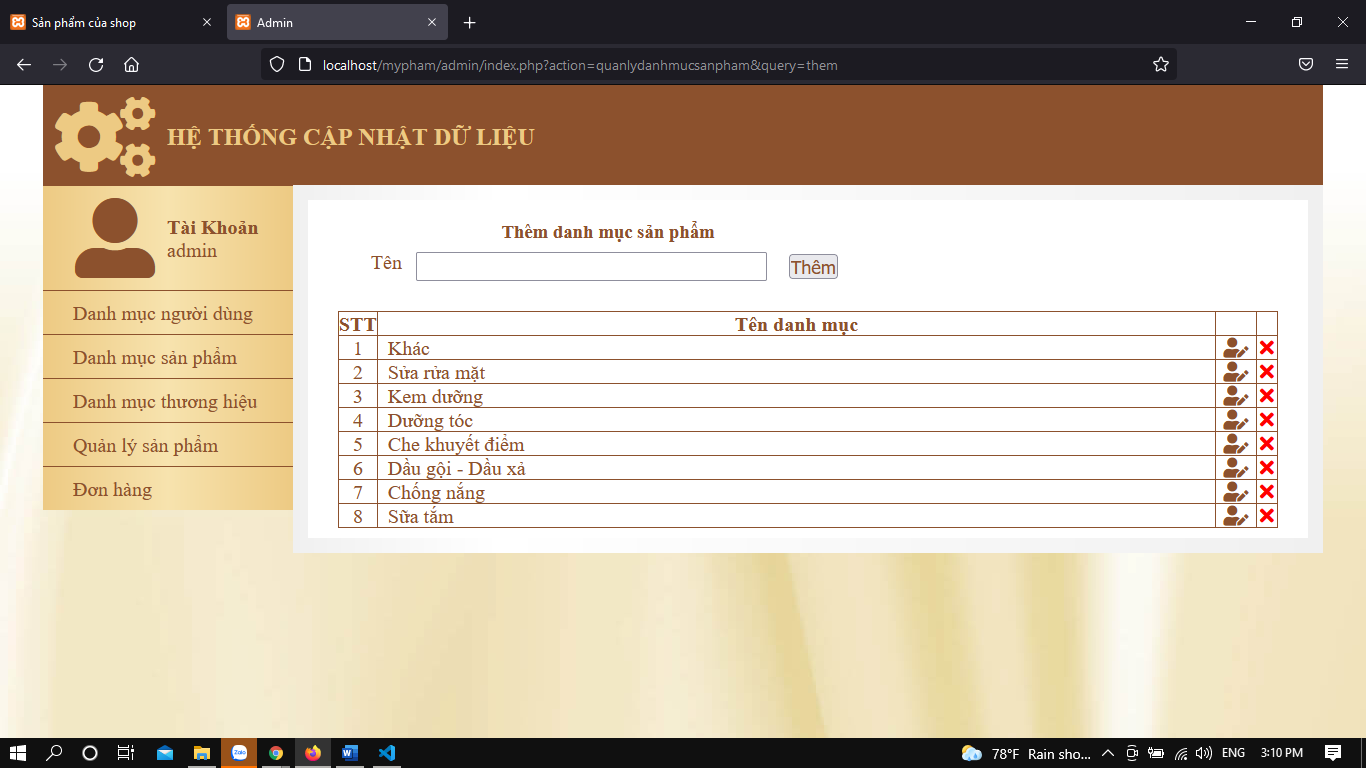 Sản phẩm của shop
Admin
localhost/mypham/admin/index.php?action=quanlydanhmucsanpham&query=them
HỆ THỐNG CẬP NHẬT DỮ LIỆU
Tài Khoản
admin
Danh mục người dùng
Danh mục sản phẩm
Danh mục thương hiệu
Quản lý sản phẩm
Đơn hàng
Thêm danh mục sản phẩm
Tên Thêm
STT Tên danh mục
1 Khác
2 Sửa rửa mặt
3 Kem dưỡng
4 Dưỡng tóc
5 Che khuyết điểm
6 Dầu gội - Dầu xả
7 Chống nắng
8 Sữa tắm
Zalo
78°F Rain sho... ENG 3:10 PM